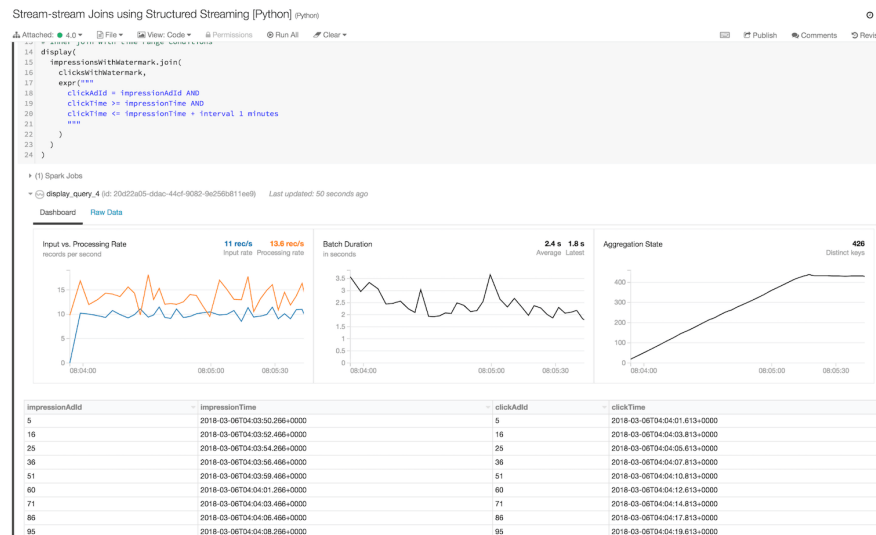 Stream-stream Joins using Structured Streaming [Python] (Python)
Attached: 4.0 File View: Code Permissions Run All Clear Publish Comments
13 # Inner join with time range conditions
14 display(
15 impressionsWithWatermark.join(
16 clicksWithWatermark,
17 expr("""
18 clickAdId = impressionAdId AND
19 clickTime >= impressionTime AND
20 clickTime <= impressionTime + interval 1 minutes
21 """
22 )
23 )
24 )
(1) Spark Jobs
display_query_4 (id: 20d22a05-ddac-44cf-9082-9e256b811ee9) Last updated: 50 seconds ago
Dashboard Raw Data
Input vs. Processing Rate 11 rec/s 13.6 rec/s
records per second Input rate Processing rate
15
10
5
0
08:04:00 08:05:00 08:05:30
Batch Duration 2.4 s 1.8 s
in seconds Average Latest
3.5
3
2.5
2
1.5
1
0.5
0
08:04:00 08:05:00 08:05:30
Aggregation State 426
Distinct keys
400
300
200
100
0
08:04:00 08:05:00 08:05:30
impressionAdId impressionTime clickAdId clickTime
5 2018-03-06T04:03:50.266+0000 5 2018-03-06T04:04:01.613+0000
16 2018-03-06T04:03:52.466+0000 16 2018-03-06T04:04:03.813+0000
25 2018-03-06T04:03:54.266+0000 25 2018-03-06T04:04:05.613+0000
36 2018-03-06T04:03:56.466+0000 36 2018-03-06T04:04:07.813+0000
51 2018-03-06T04:03:59.466+0000 51 2018-03-06T04:04:10.813+0000
60 2018-03-06T04:04:01.266+0000 60 2018-03-06T04:04:12.613+0000
71 2018-03-06T04:04:03.466+0000 71 2018-03-06T04:04:14.813+0000
86 2018-03-06T04:04:06.466+0000 86 2018-03-06T04:04:17.813+0000
95 2018-03-06T04:04:08.266+0000 95 2018-03-06T04:04:19.613+0000